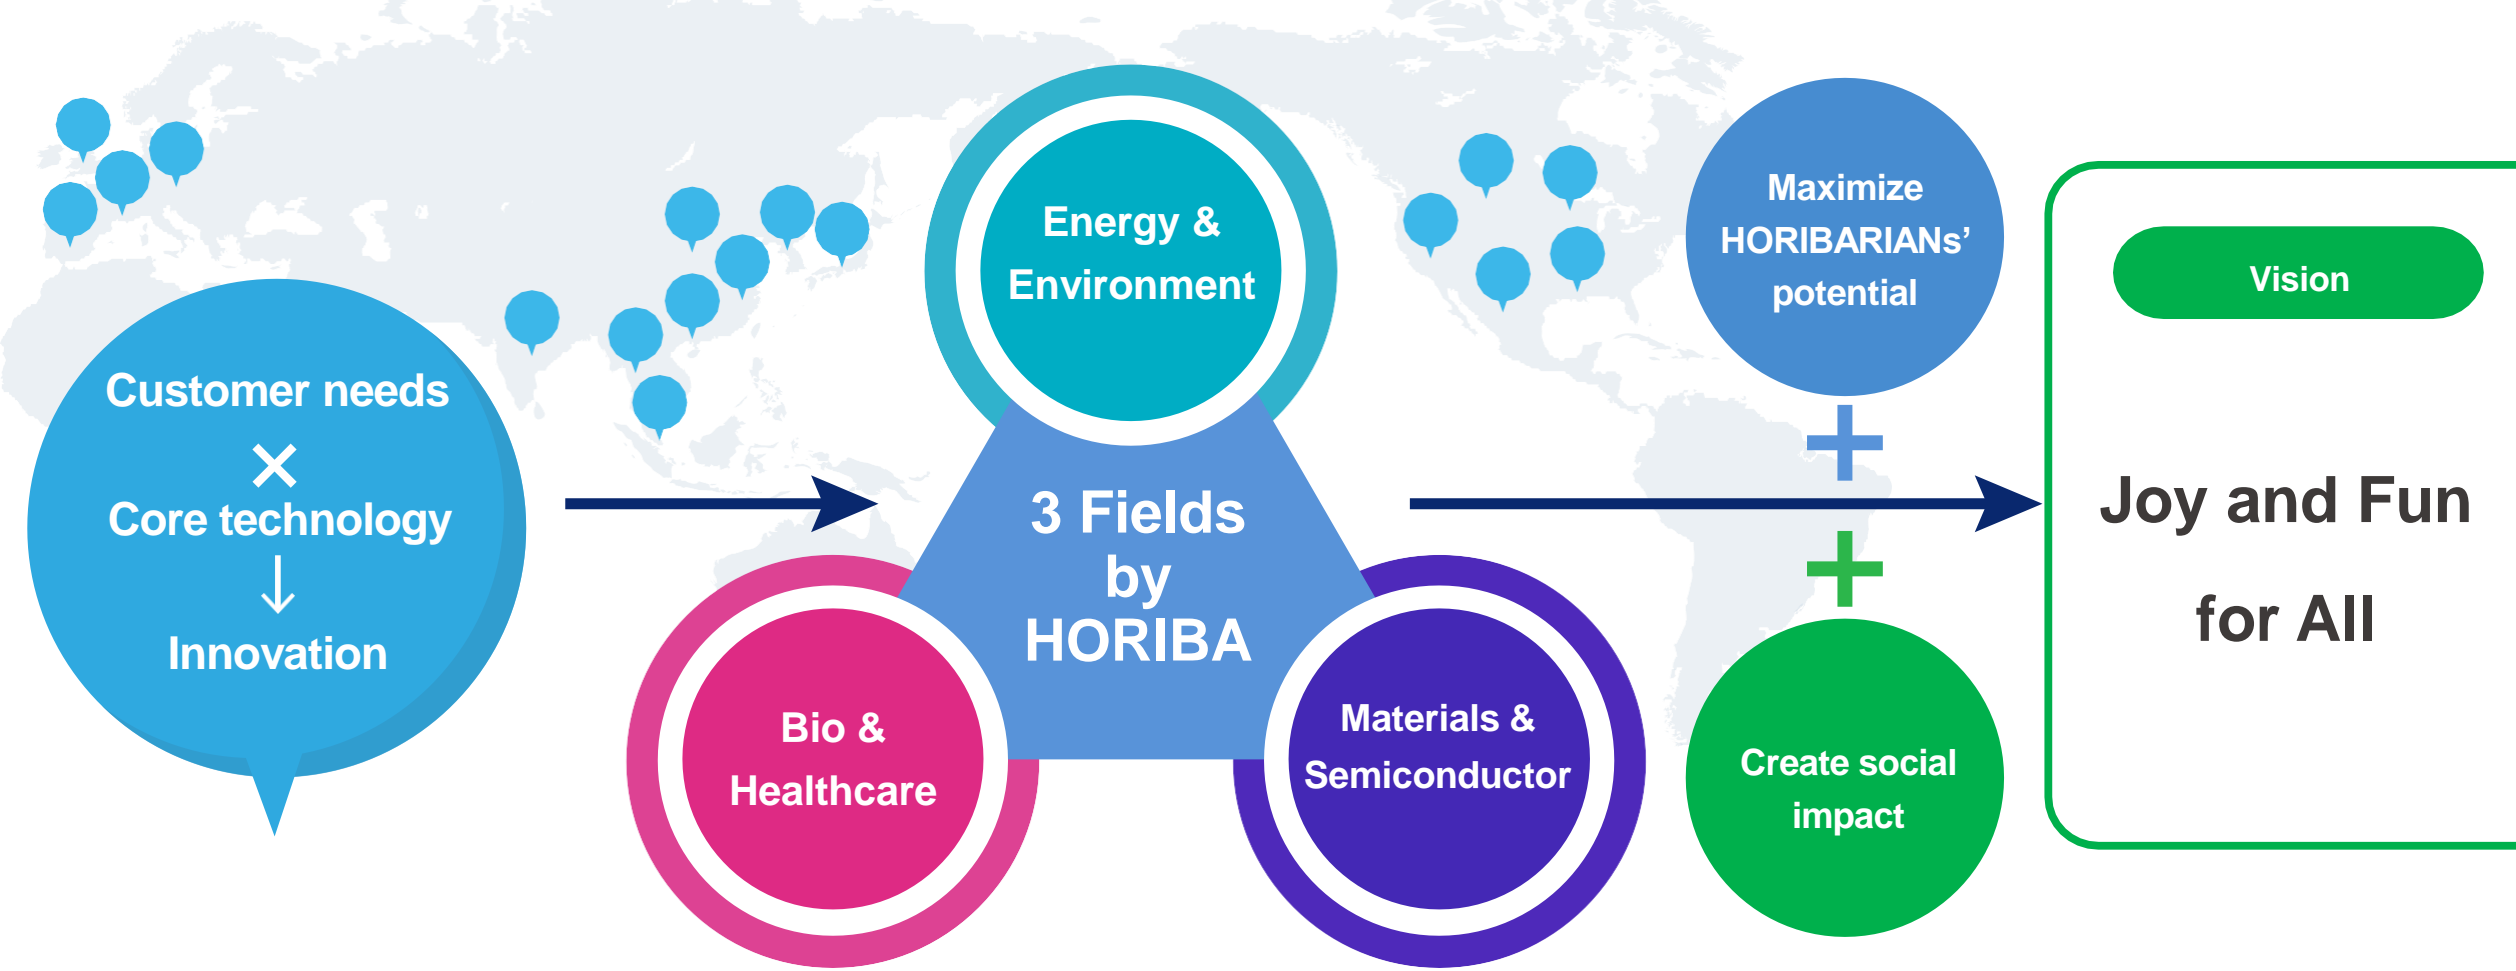 Customer needs
×
Core technology
↓
Innovation
Energy &
Environment
3 Fields
by
HORIBA
Bio &
Healthcare
Materials &
Semiconductor
Maximize
HORIBARIANs’
potential
+
+
Create social
impact
Vision
Joy and Fun
for All